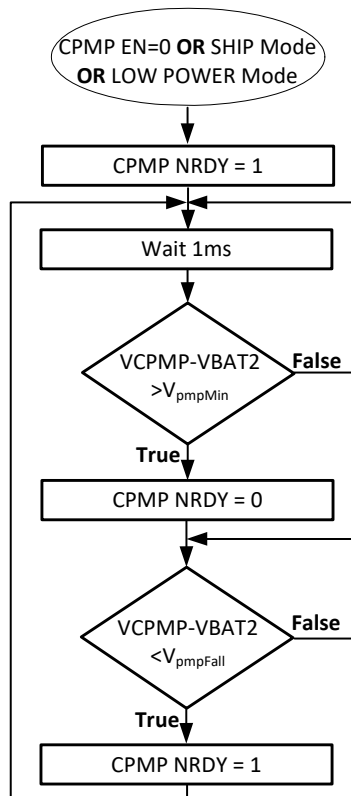 CPMP EN=0 OR SHIP Mode
OR LOW POWER Mode
CPMP NRDY = 1
Wait 1ms
VCPMP-VBAT2
>VpmpMin
False
True
CPMP NRDY = 0
VCPMP-VBAT2
<VpmpFall
False
True
CPMP NRDY = 1